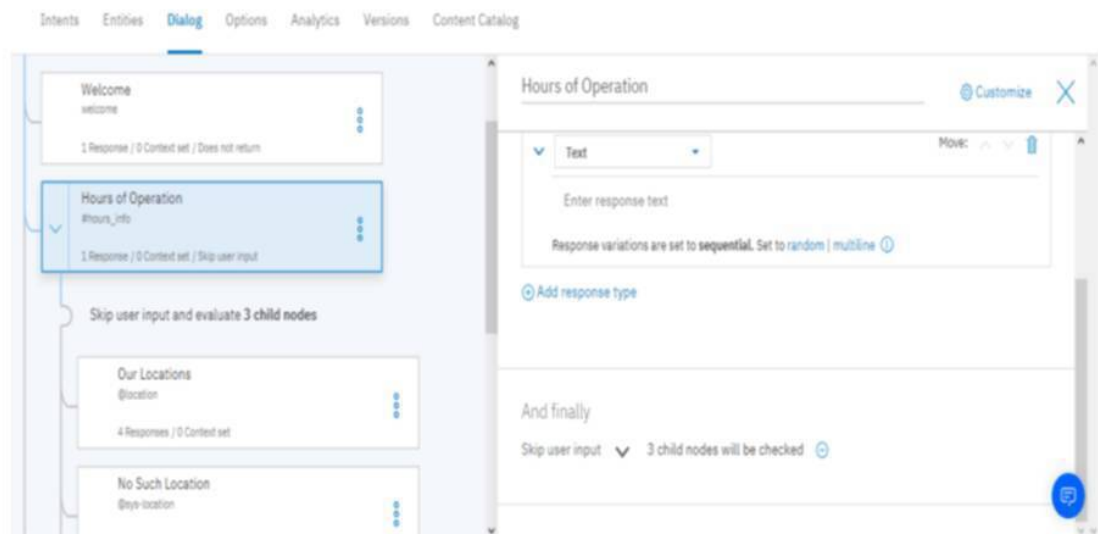 Intents Entities Dialog Options Analytics Versions Content Catalog
Welcome
welcome
1 Response / 0 Context set / Does not return
Hours of Operation
#hours_info
1 Response / 0 Context set / Skip user input
Skip user input and evaluate 3 child nodes
Our Locations
@location
4 Responses / 0 Context set
No Such Location
@sys-location
Hours of Operation
Customize
Text
Move:
Enter response text
Response variations are set to sequential. Set to random | multiline
Add response type
And finally
Skip user input 3 child nodes will be checked